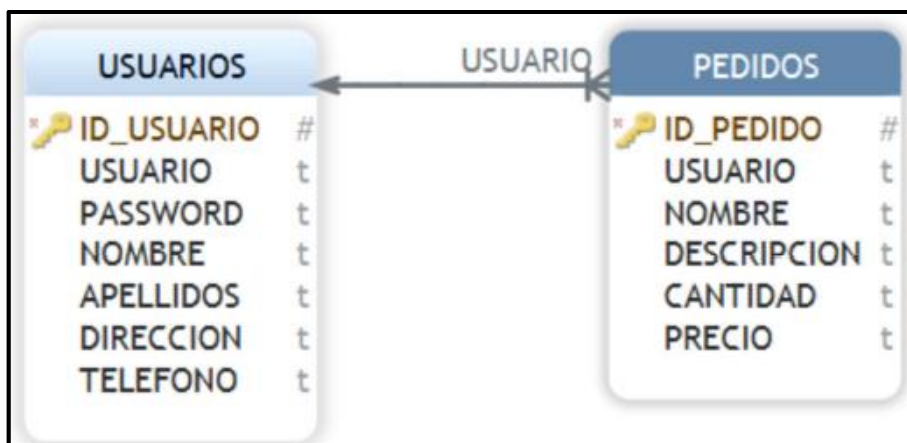 USUARIOS
ID_USUARIO #
USUARIO t
PASSWORD t
NOMBRE t
APELLIDOS t
DIRECCION t
TELEFONO t
USUARIO
PEDIDOS
ID_PEDIDO #
USUARIO t
NOMBRE t
DESCRIPCION t
CANTIDAD t
PRECIO t